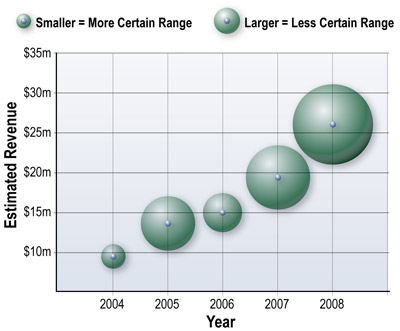 Smaller = More Certain Range
Larger = Less Certain Range
$35m
$30m
$25m
$20m
$15m
$10m
Estimated Revenue
2004 2005 2006 2007 2008
Year